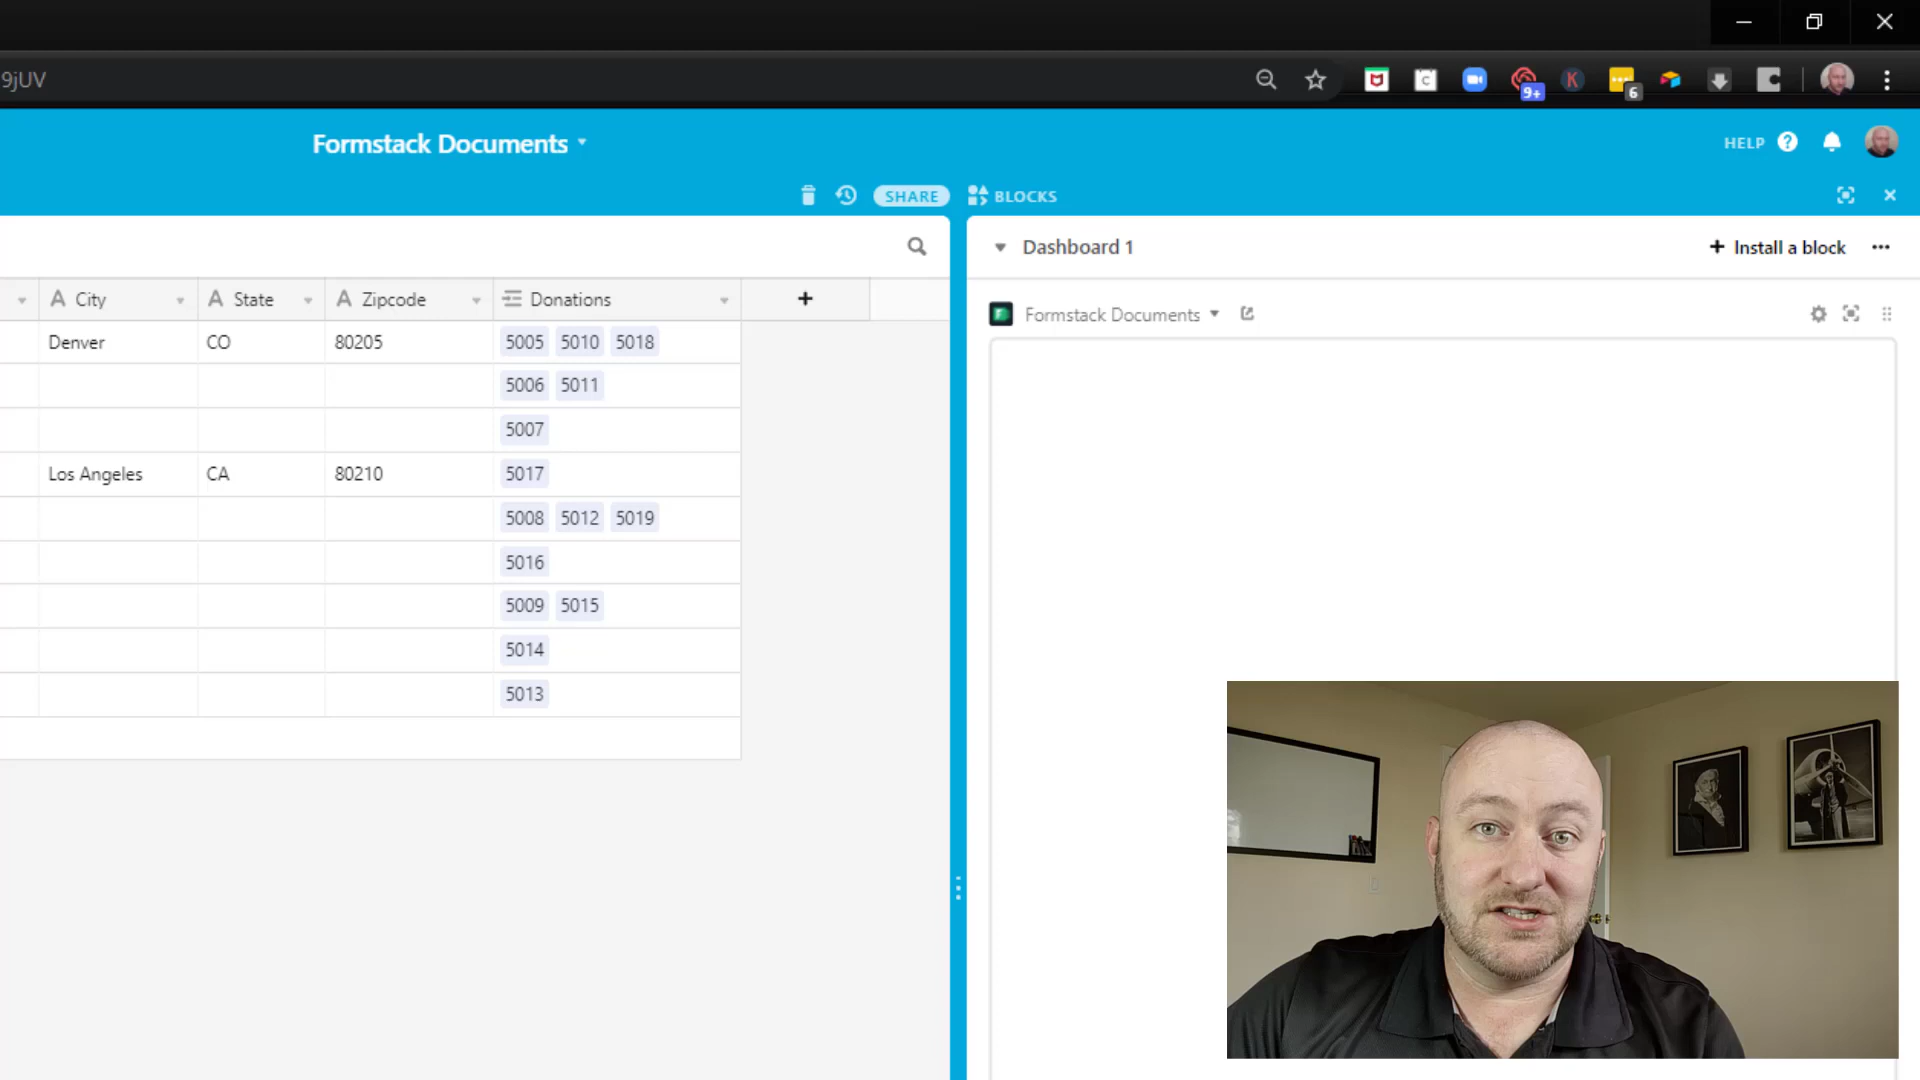 9jUV
9+
K
6
C
Formstack Documents
HELP
SHARE
BLOCKS
Dashboard 1
+ Install a block
City
State
Zipcode
Donations
+
Formstack Documents
Denver CO 80205 5005 5010 5018
5006 5011
5007
Los Angeles CA 80210 5017
5008 5012 5019
5016
5009 5015
5014
5013